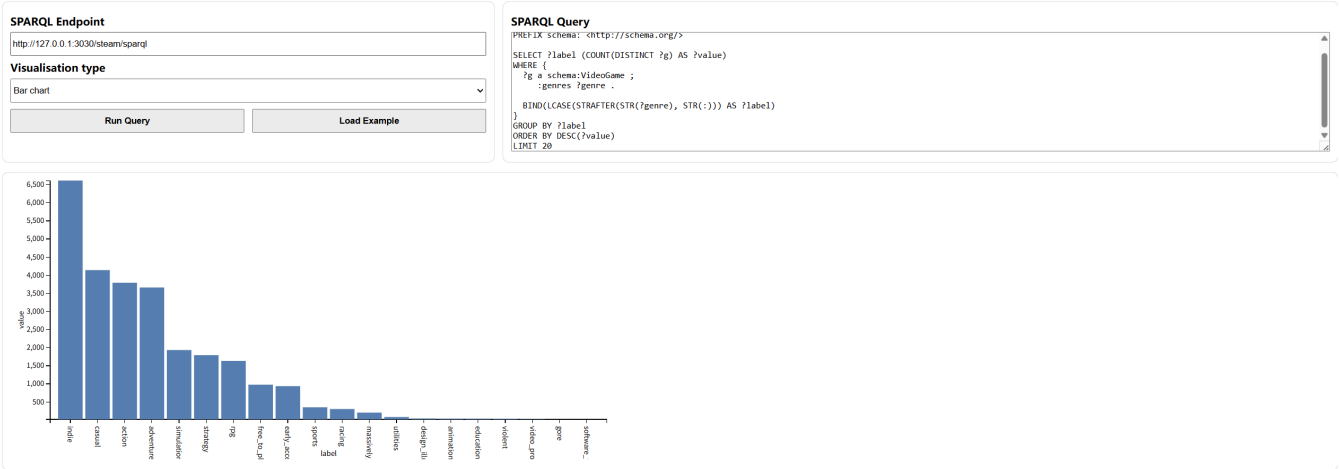 SPARQL Endpoint
http://127.0.0.1:3030/steam/sparql
Visualisation type
Bar chart
Run Query
Load Example
SPARQL Query
PREFIX schema: <http://schema.org/>
SELECT ?label (COUNT(DISTINCT ?g) AS ?value)
WHERE {
?g a schema:VideoGame ;
:genres ?genre .
BIND(LCASE(STRAFTER(STR(?genre), STR(:))) AS ?label)
}
GROUP BY ?label
ORDER BY DESC(?value)
LIMIT 20
6,500
6,000
5,500
5,000
4,500
4,000
3,500
3,000
2,500
2,000
1,500
1,000
500
value
indie
casual
action
adventure
simulation
strategy
rpg
free_to_pl
early_acc
sports
racing
massively
utilities
design_ill
animation
education
violent
video_pro
gore
software_
label